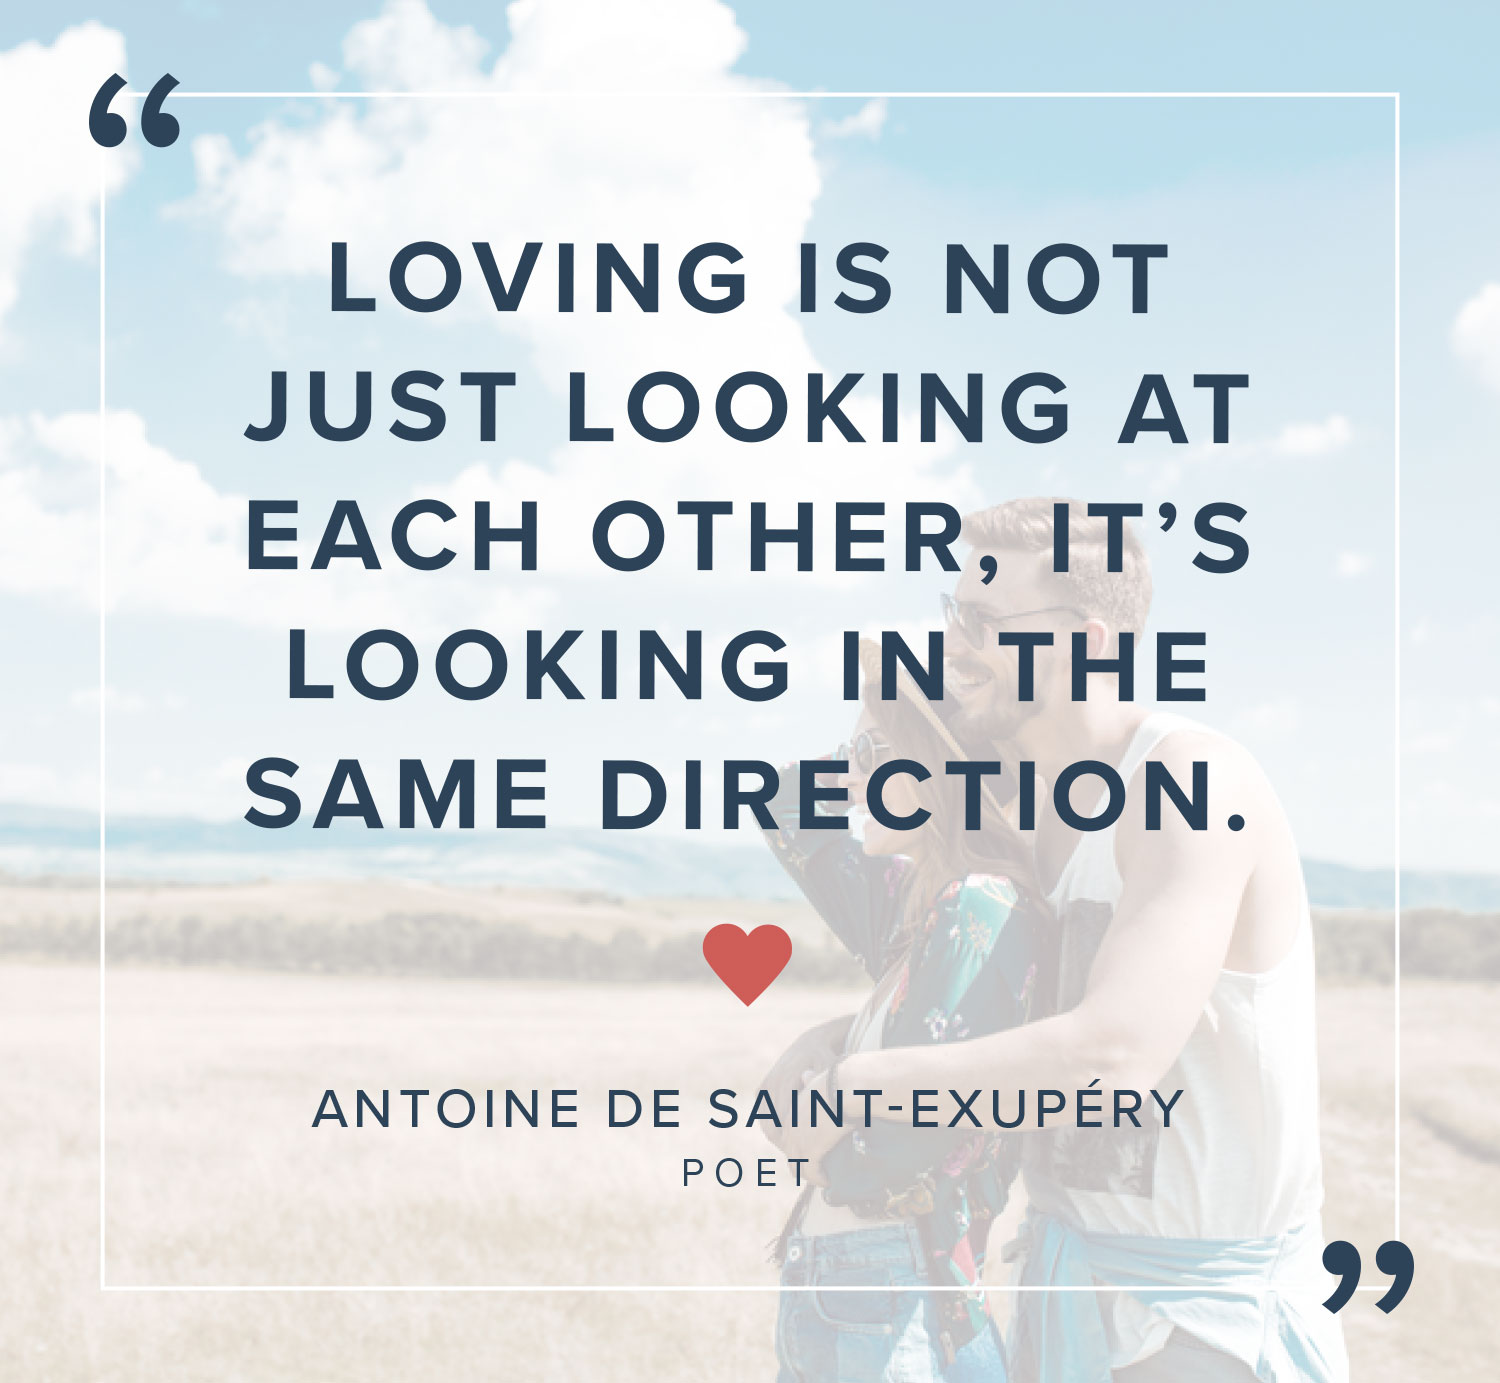 “
LOVING IS NOT
JUST LOOKING AT
EACH OTHER, IT’S
LOOKING IN THE
SAME DIRECTION.
ANTOINE DE SAINT-EXUPÉRY
POET
”